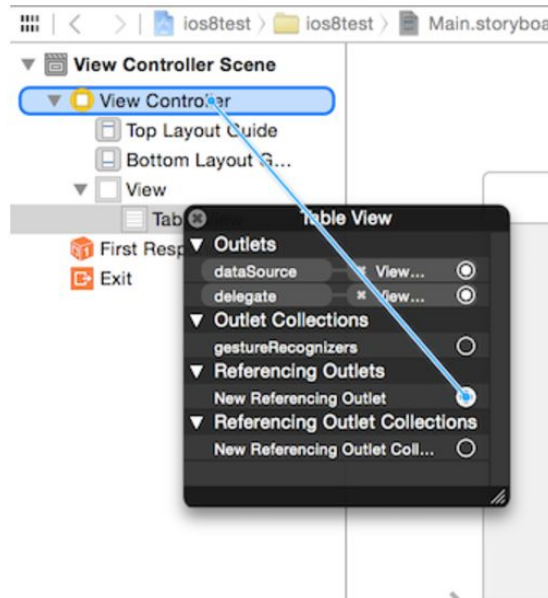 ios8test ios8test Main.storyboa
View Controller Scene
View Controller
Top Layout Guide
Bottom Layout G...
View
Table View
First Resp
Exit
Outlets
dataSource View...
delegate View...
Outlet Collections
gestureRecognizers
Referencing Outlets
New Referencing Outlet
Referencing Outlet Collections
New Referencing Outlet Coll...